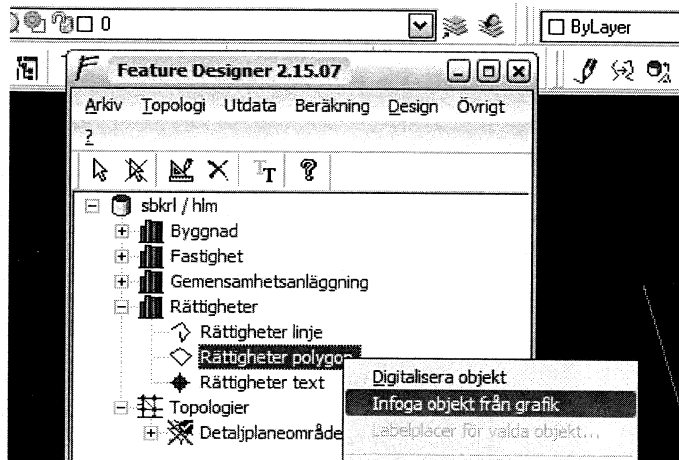 0
ByLayer
Feature Designer 2.15.07
Arkiv Topologi Utdata Beräkning Design Övrigt
?
TT
sbkrl / hlm
Byggnad
Fastighet
Gemensamhetsanläggning
Rättigheter
Rättigheter linje
Rättigheter polygon
Rättigheter text
Topologier
Detaljplaneområde
Digitalisera objekt
Infoga objekt från grafik
Labelplacer för valda objekt...